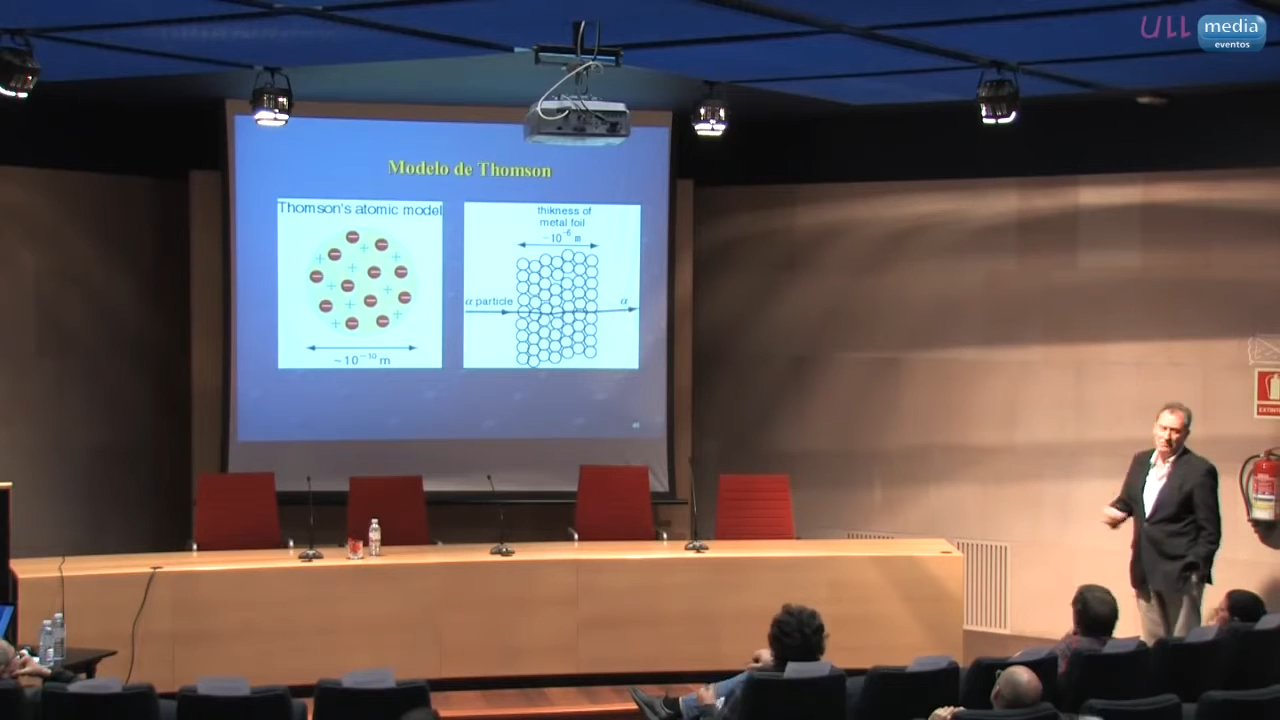 ULL media
eventos
Modelo de Thomson
Thomson's atomic model
~10⁻¹⁰ m
thikness of
metal foil
~10⁻⁶ m
α particle
α